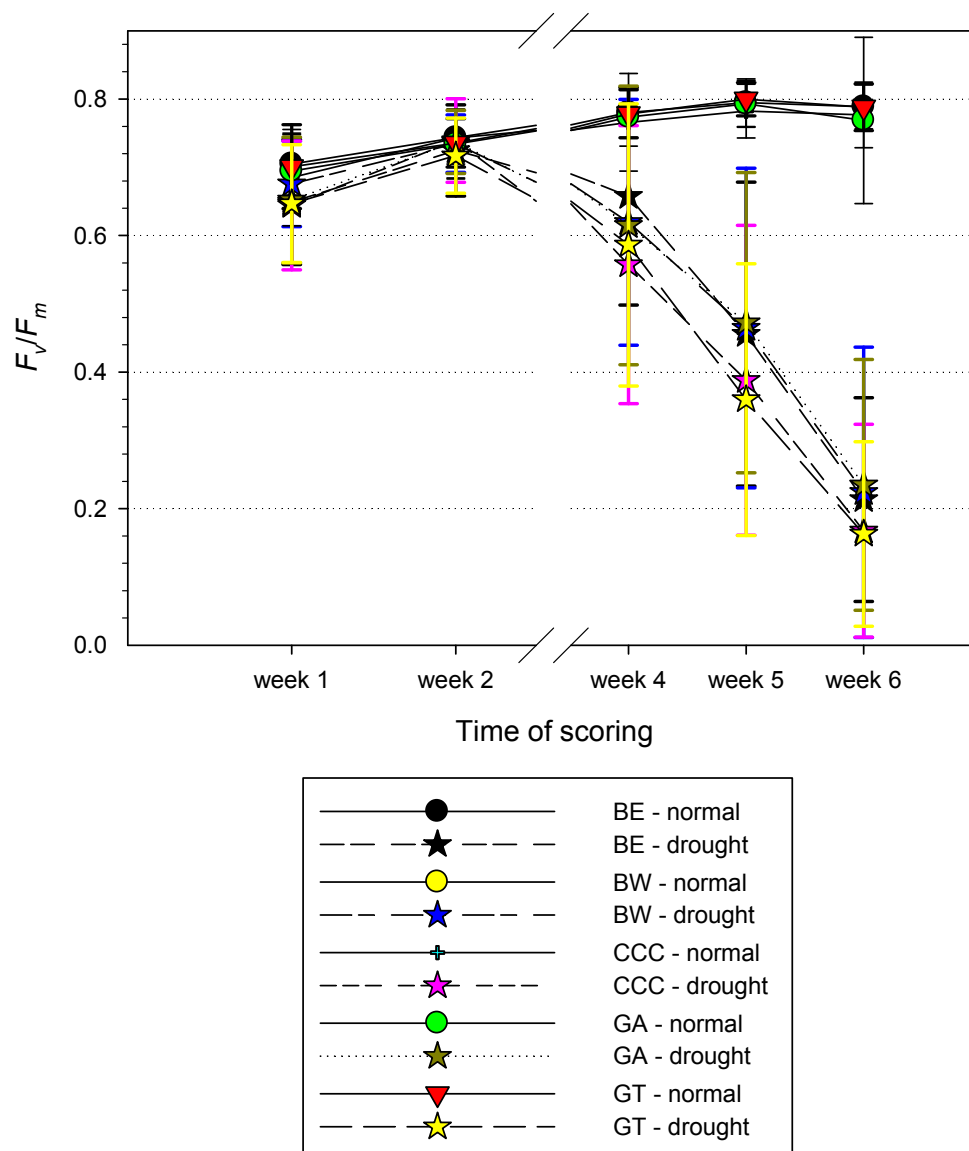 0.8
0.6
0.4
0.2
0.0
Fv/Fm
week 1 week 2 week 4 week 5 week 6
Time of scoring
BE - normal
BE - drought
BW - normal
BW - drought
CCC - normal
CCC - drought
GA - normal
GA - drought
GT - normal
GT - drought